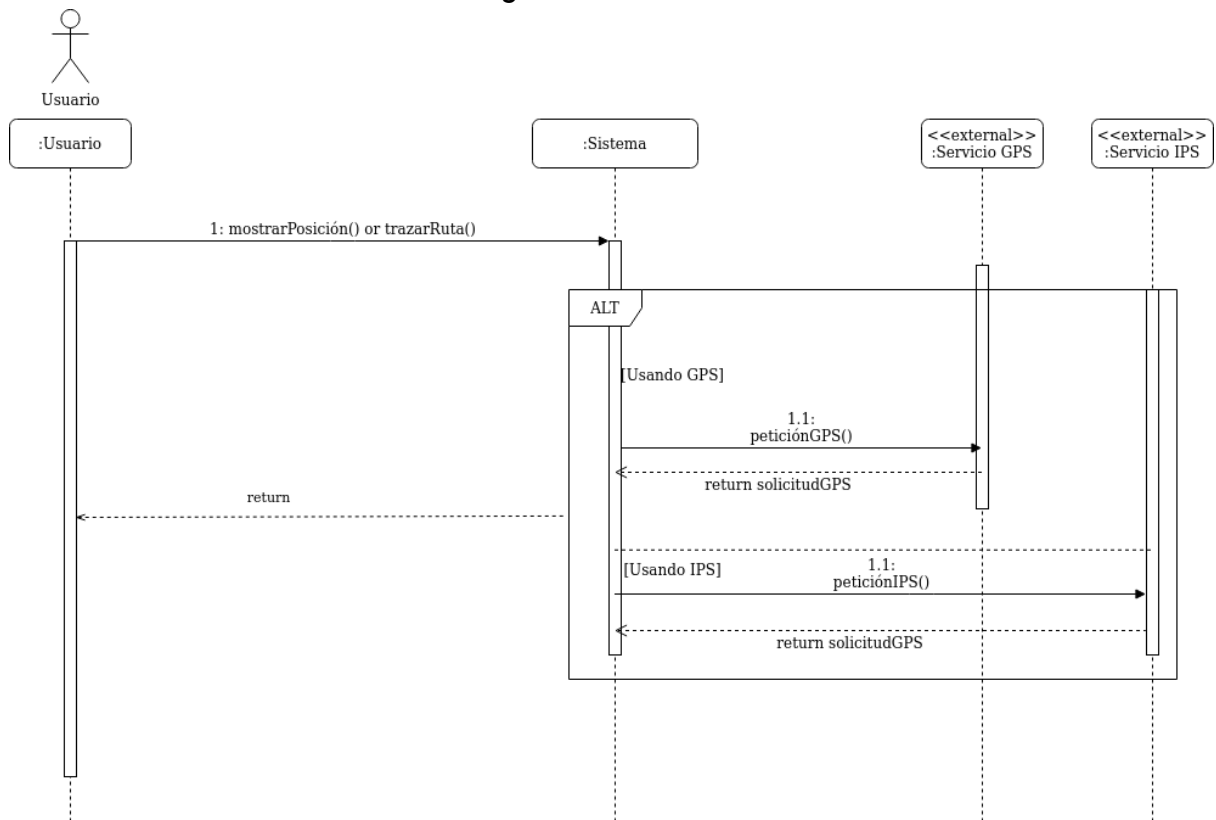 Usuario
:Usuario
:Sistema
<<external>>
:Servicio GPS
<<external>>
:Servicio IPS
1: mostrarPosición() or trazarRuta()
ALT
[Usando GPS]
1.1:
peticiónGPS()
return solicitudGPS
return
[Usando IPS]
1.1:
peticiónIPS()
return solicitudGPS